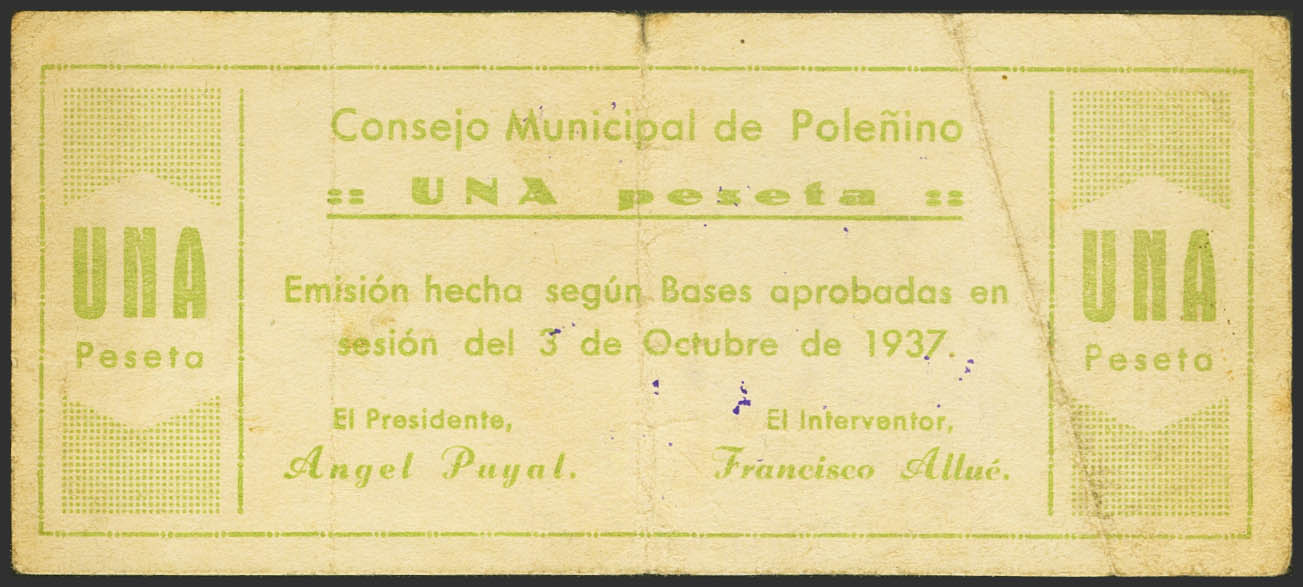 Consejo Municipal de Poleñino
:: UNA peseta ::
UNA
Peseta
Emisión hecha según Bases aprobadas en
sesión del 3 de Octubre de 1937.
El Presidente,
Angel Puyal.
El Interventor,
Francisco Allué.
UNA
Peseta